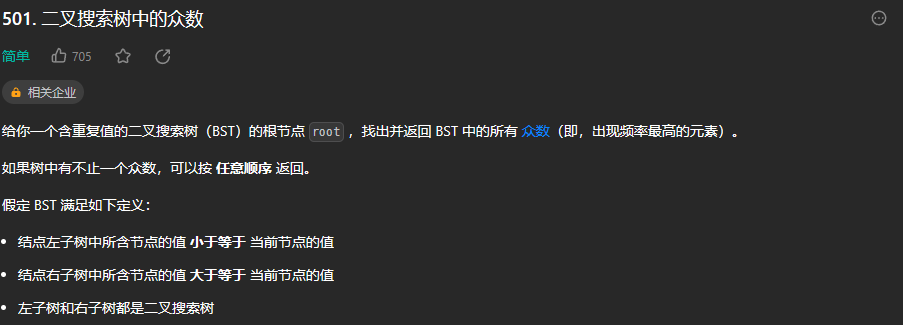 501. 二叉搜索树中的众数
简单 705
相关企业
给你一个含重复值的二叉搜索树（BST）的根节点 root ，找出并返回 BST 中的所有 众数（即，出现频率最高的元素）。
如果树中有不止一个众数，可以按 任意顺序 返回。
假定 BST 满足如下定义：
• 结点左子树中所含节点的值 小于等于 当前节点的值
• 结点右子树中所含节点的值 大于等于 当前节点的值
• 左子树和右子树都是二叉搜索树